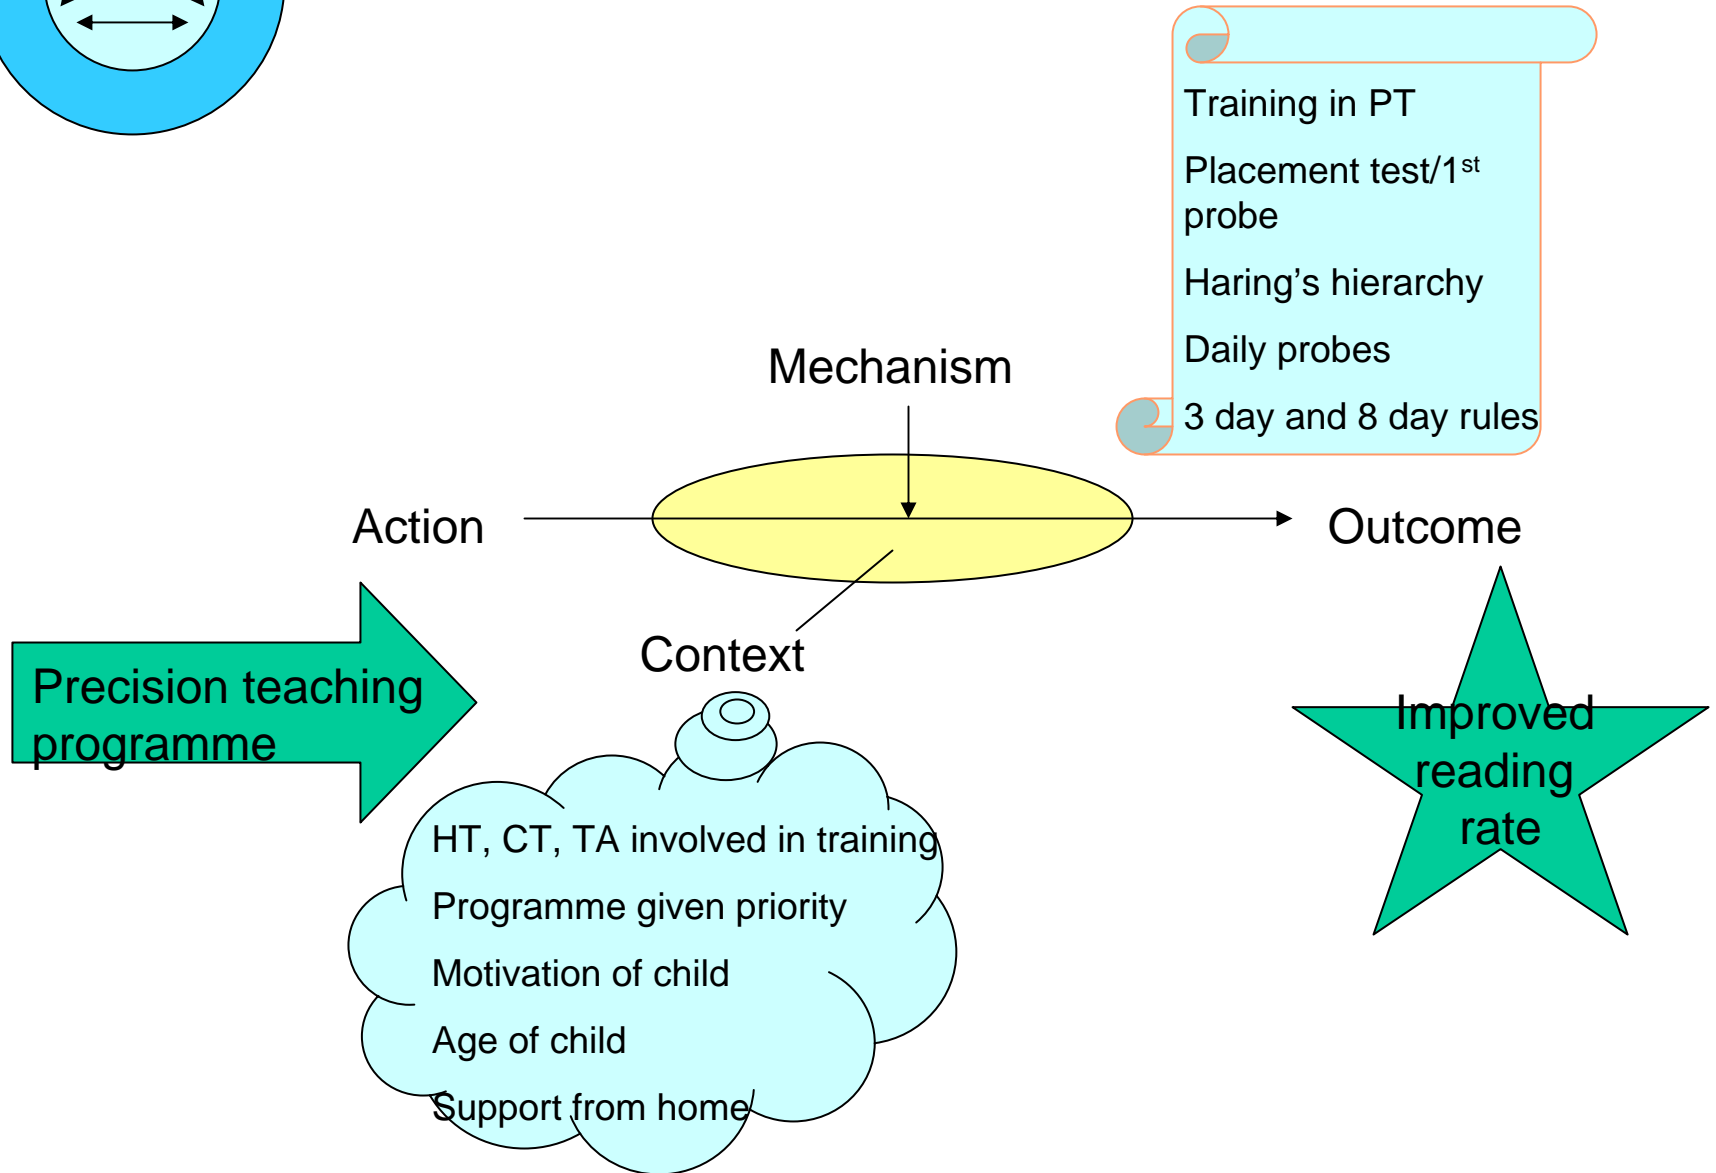 Training in PT
Placement test/1st
probe
Haring’s hierarchy
Daily probes
3 day and 8 day rules
Mechanism
Action
Outcome
Context
Precision teaching
programme
HT, CT, TA involved in training
Programme given priority
Motivation of child
Age of child
Support from home
Improved
reading
rate